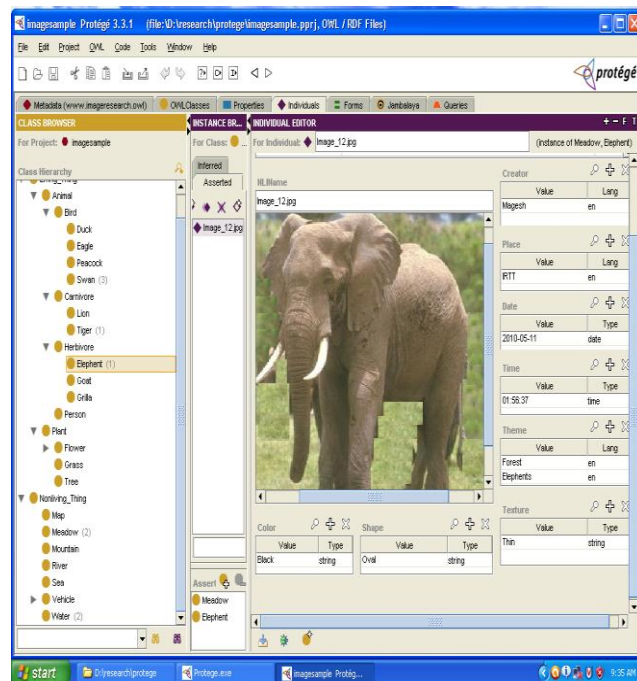 imagesample Protégé 3.3.1 (file:\D:\research\protege\imagesample.pprj, OWL / RDF Files)
File Edit Project OWL Code Tools Window Help
protégé
Metadata (www.imageresearch.owl) OWLClasses Properties Individuals Forms Jambalaya Queries
CLASS BROWSER
For Project: imagesample
Class Hierarchy
Animal
Bird
Duck
Eagle
Peacock
Swan (3)
Carnivore
Lion
Tiger (1)
Herbivore
Elephent (1)
Goat
Grilla
Person
Plant
Flower
Grass
Tree
Nonliving_Thing
Map
Meadow (2)
Mountain
River
Sea
Vehicle
Water (2)
INSTANCE BR...
For Class: ...
Inferred
Asserted
Image_12.jpg
Assert
Meadow
Elephent
INDIVIDUAL EDITOR
+ - F T
For Individual: Image_12.jpg (instance of Meadow, Elephent)
Image_12.jpg
Color
Value Type
Black string
Shape
Value Type
Oval string
Creator
Value Lang
Magesh en
Place
Value Lang
IRTT en
Date
Value Type
2010-05-11 date
Time
Value Type
01:56:37 time
Theme
Value Lang
Forest en
Elephents en
Texture
Value Type
Thin string
start D:\research\protege Protege.exe imagesample Protég... 9:35 AM